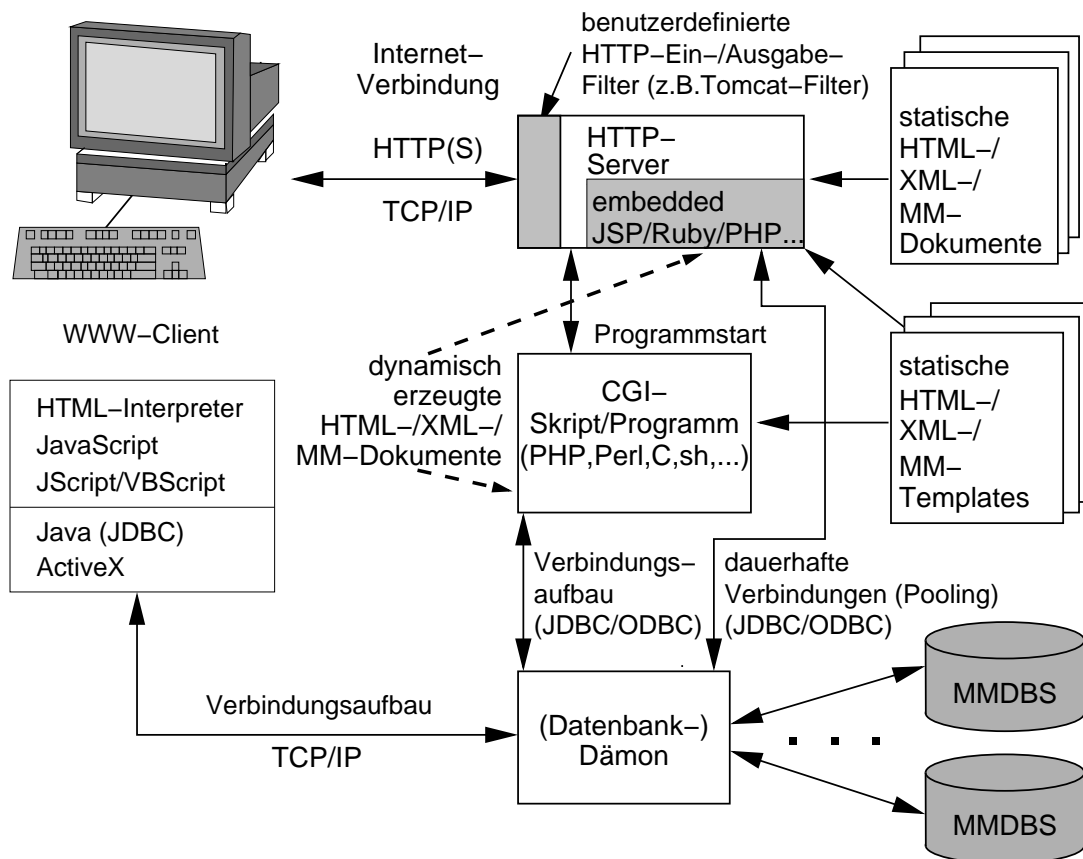 benutzerdefinierte
HTTP–Ein–/Ausgabe–
Filter (z.B.Tomcat–Filter)
Internet–
Verbindung
HTTP(S)
TCP/IP
HTTP–
Server
embedded
JSP/Ruby/PHP...
statische
HTML–/
XML–/
MM–
Dokumente
WWW–Client
HTML–Interpreter
JavaScript
JScript/VBScript
Java (JDBC)
ActiveX
dynamisch
erzeugte
HTML–/XML–/
MM–Dokumente
Programmstart
CGI–
Skript/Programm
(PHP,Perl,C,sh,...)
statische
HTML–/
XML–/
MM–
Templates
Verbindungs–
aufbau
(JDBC/ODBC)
dauerhafte
Verbindungen (Pooling)
(JDBC/ODBC)
Verbindungsaufbau
TCP/IP
(Datenbank–)
Dämon
MMDBS
. . .
MMDBS